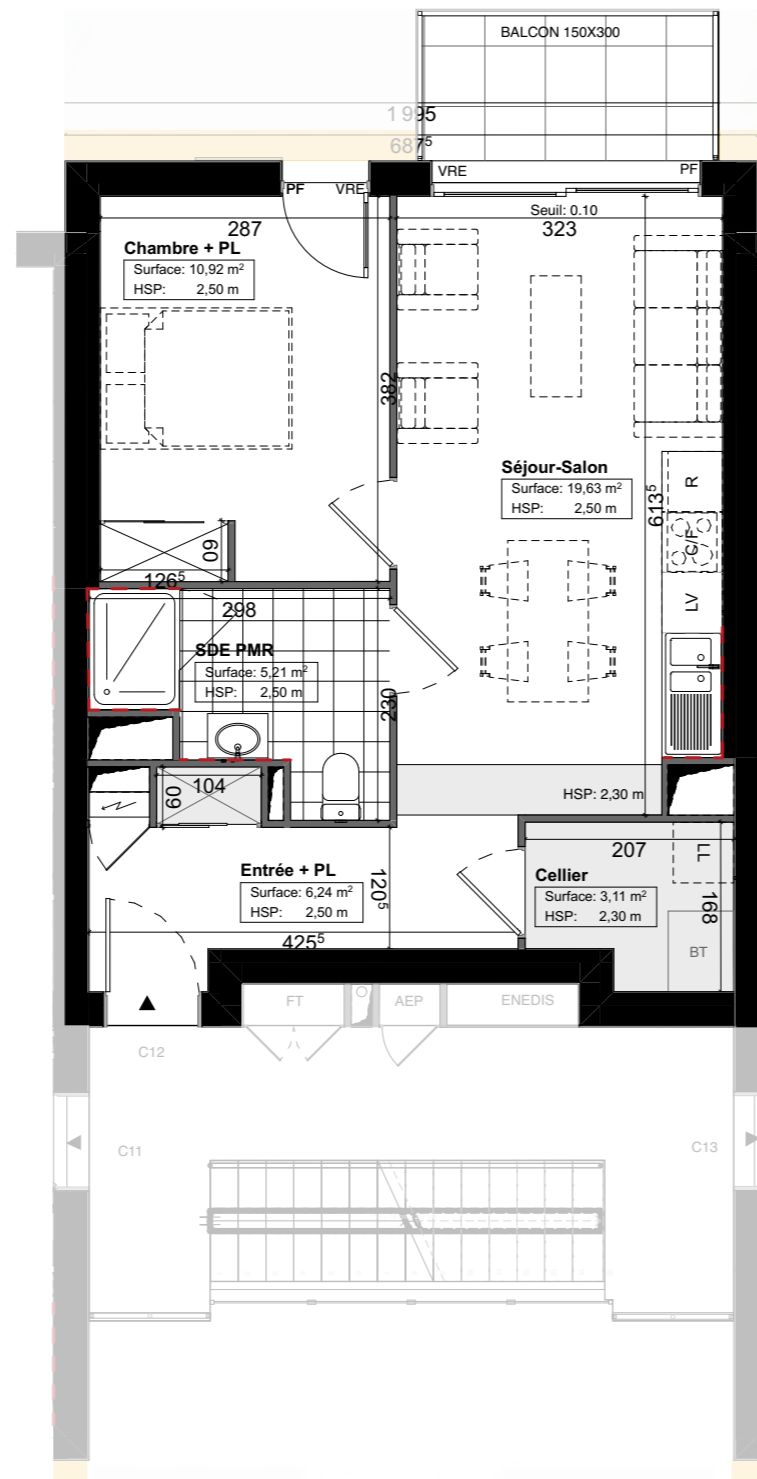 BALCON 150X300
1 995
687⁵
VRE
PF
PF
VRE
Seuil: 0.10
287
323
Chambre + PL
Surface: 10,92 m²
HSP: 2,50 m
382
Séjour-Salon
Surface: 19,63 m²
HSP: 2,50 m
613⁵
R
C/F
LV
60
126⁵
298
SDE PMR
Surface: 5,21 m²
HSP: 2,50 m
230
60
104
HSP: 2,30 m
207
LL
Entrée + PL
Surface: 6,24 m²
HSP: 2,50 m
120⁵
Cellier
Surface: 3,11 m²
HSP: 2,30 m
168
425⁵
BT
FT
AEP
ENEDIS
C12
C11
C13